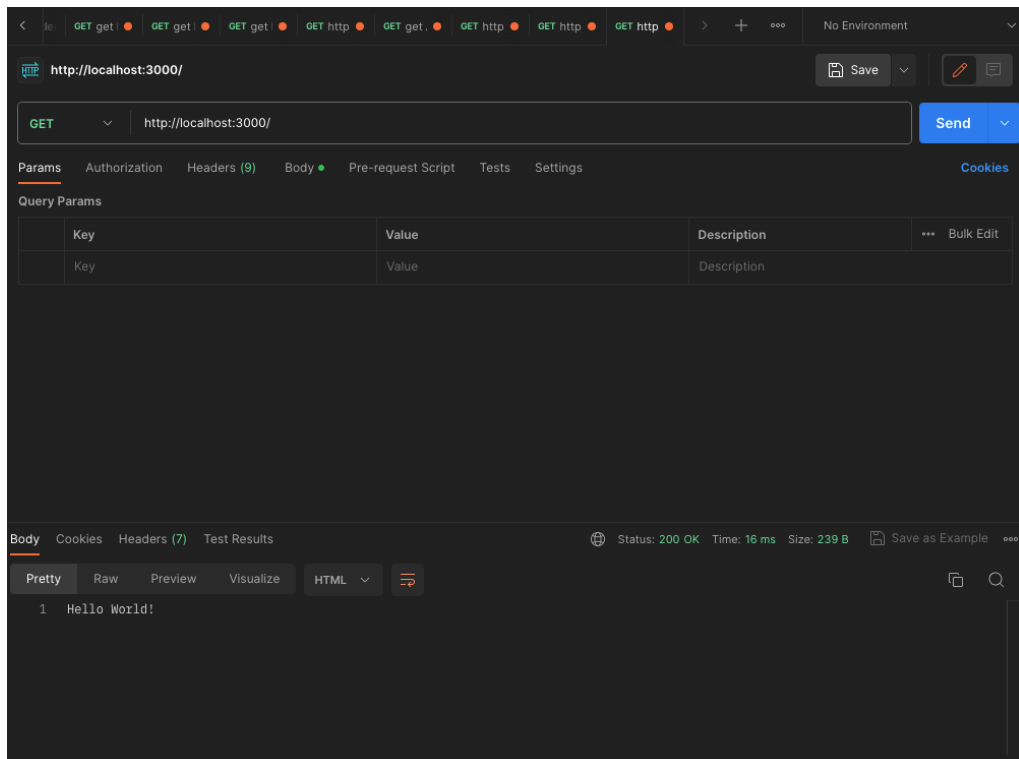 GET get GET get GET get GET http GET get . GET http GET http GET http No Environment
HTTP http://localhost:3000/ Save
GET http://localhost:3000/ Send
Params Authorization Headers (9) Body Pre-request Script Tests Settings Cookies
Query Params
Key Value Description Bulk Edit
Key Value Description
Body Cookies Headers (7) Test Results Status: 200 OK Time: 16 ms Size: 239 B Save as Example
Pretty Raw Preview Visualize HTML
1 Hello World!